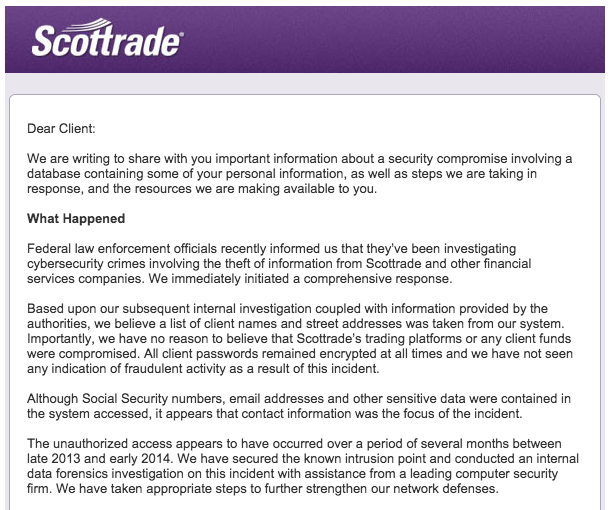 Scottrade®
Dear Client:
We are writing to share with you important information about a security compromise involving a
database containing some of your personal information, as well as steps we are taking in
response, and the resources we are making available to you.
What Happened
Federal law enforcement officials recently informed us that they've been investigating
cybersecurity crimes involving the theft of information from Scottrade and other financial
services companies. We immediately initiated a comprehensive response.
Based upon our subsequent internal investigation coupled with information provided by the
authorities, we believe a list of client names and street addresses was taken from our system.
Importantly, we have no reason to believe that Scottrade's trading platforms or any client funds
were compromised. All client passwords remained encrypted at all times and we have not seen
any indication of fraudulent activity as a result of this incident.
Although Social Security numbers, email addresses and other sensitive data were contained in
the system accessed, it appears that contact information was the focus of the incident.
The unauthorized access appears to have occurred over a period of several months between
late 2013 and early 2014. We have secured the known intrusion point and conducted an internal
data forensics investigation on this incident with assistance from a leading computer security
firm. We have taken appropriate steps to further strengthen our network defenses.